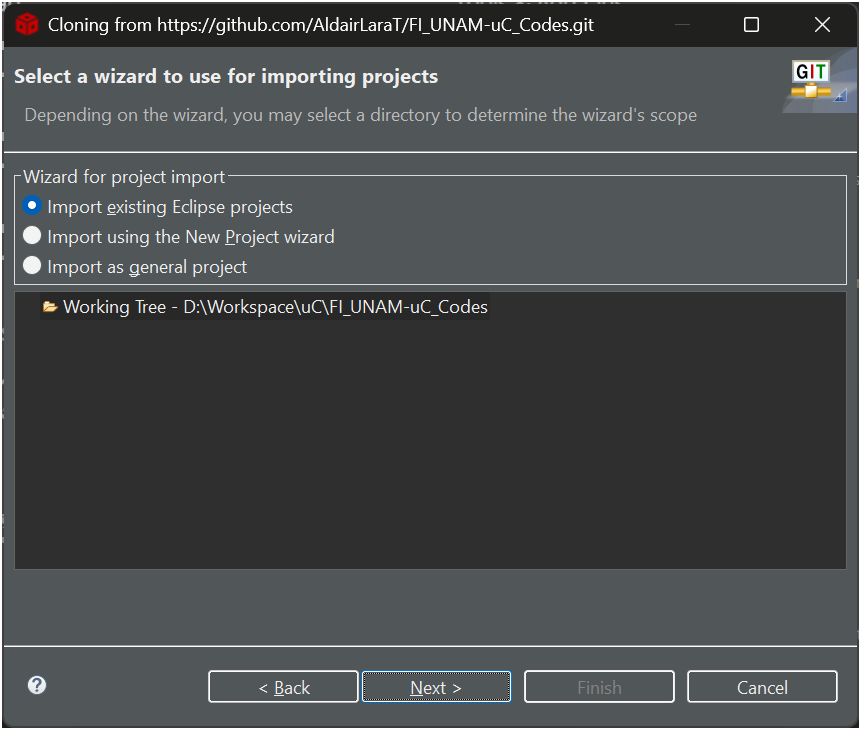 Cloning from https://github.com/AldairLaraT/FI_UNAM-uC_Codes.git
Select a wizard to use for importing projects
GIT
Depending on the wizard, you may select a directory to determine the wizard's scope
Wizard for project import
Import existing Eclipse projects
Import using the New Project wizard
Import as general project
Working Tree - D:\Workspace\uC\FI_UNAM-uC_Codes
?
< Back
Next >
Finish
Cancel